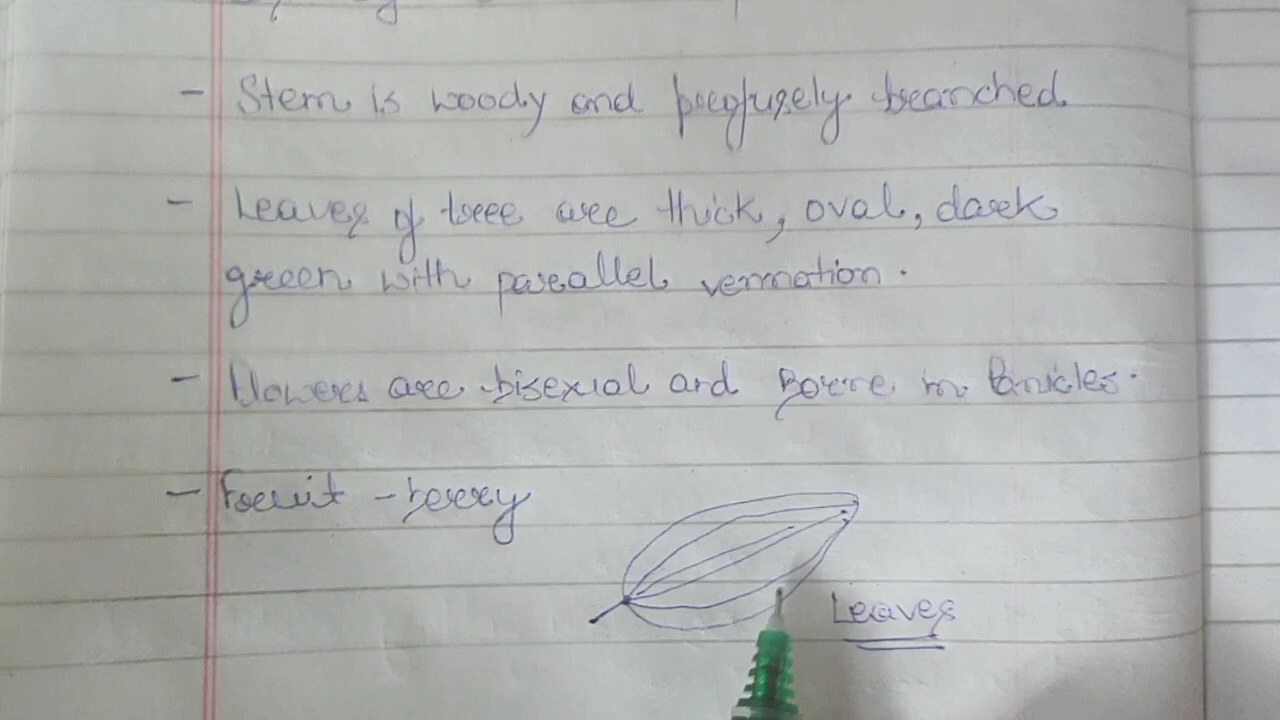 - Stem is woody and profusely branched
- Leaves of tree are thick, oval, dark
green with parallel vernation.
- Flowers are bisexual and Borne in Panicles.
- Fruit - berry
Leaves